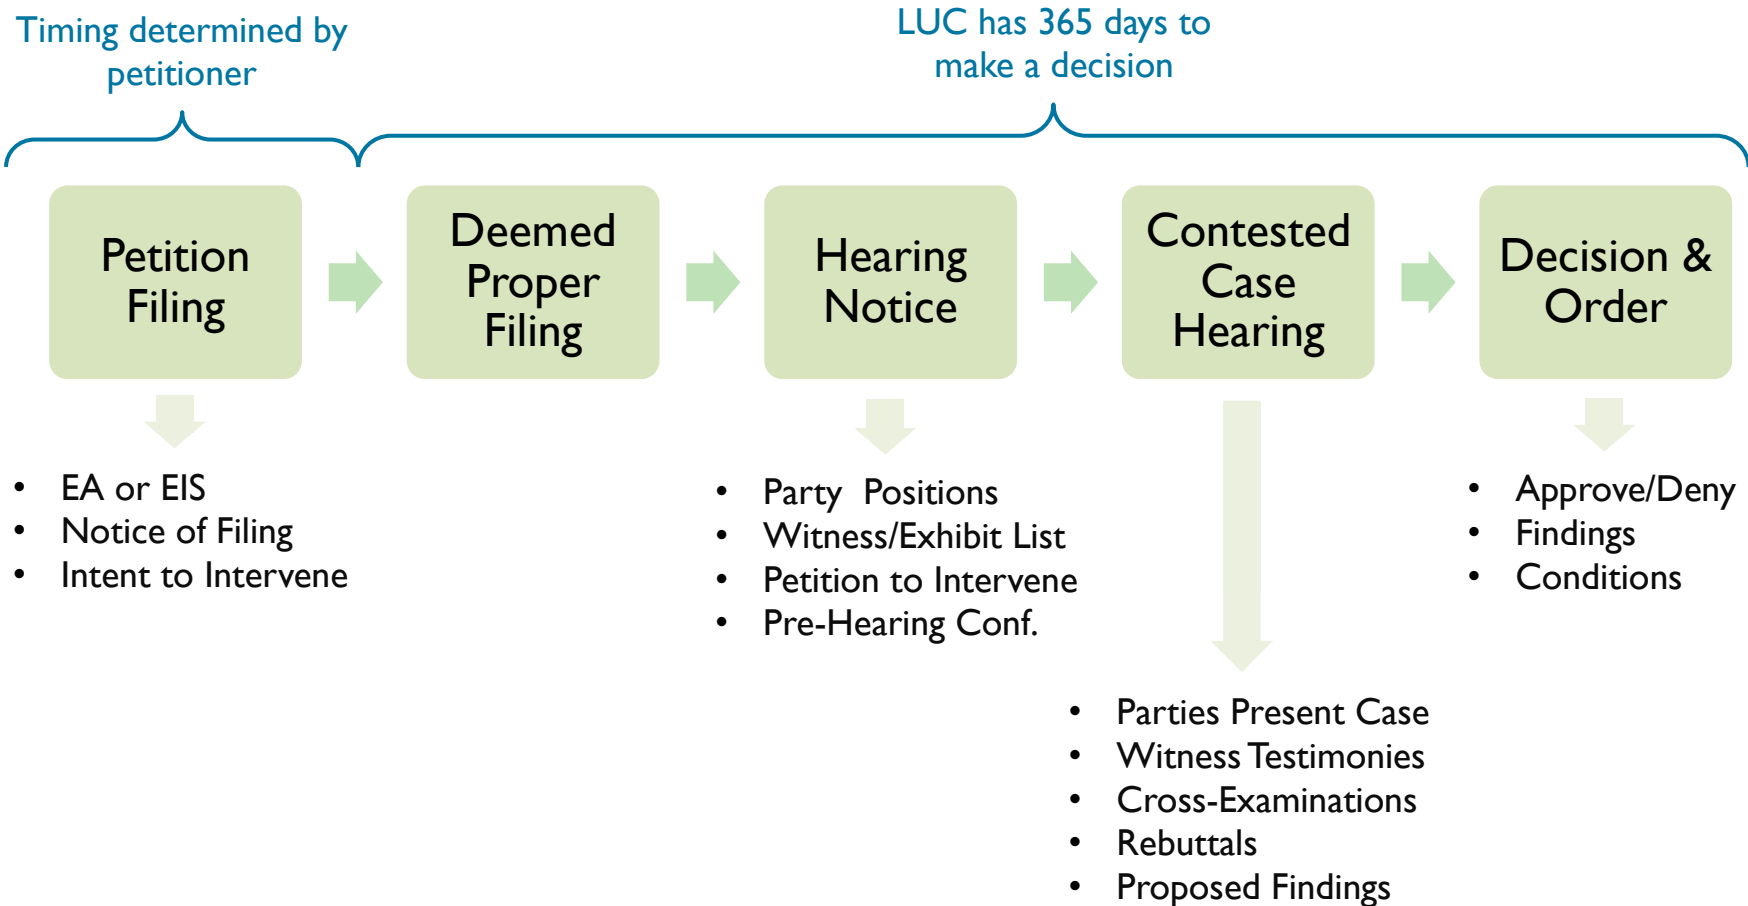 Timing determined by
petitioner
LUC has 365 days to
make a decision
Petition
Filing
Deemed
Proper
Filing
Hearing
Notice
Contested
Case
Hearing
Decision &
Order
• EA or EIS
• Notice of Filing
• Intent to Intervene
• Party Positions
• Witness/Exhibit List
• Petition to Intervene
• Pre-Hearing Conf.
• Parties Present Case
• Witness Testimonies
• Cross-Examinations
• Rebuttals
• Proposed Findings
• Approve/Deny
• Findings
• Conditions